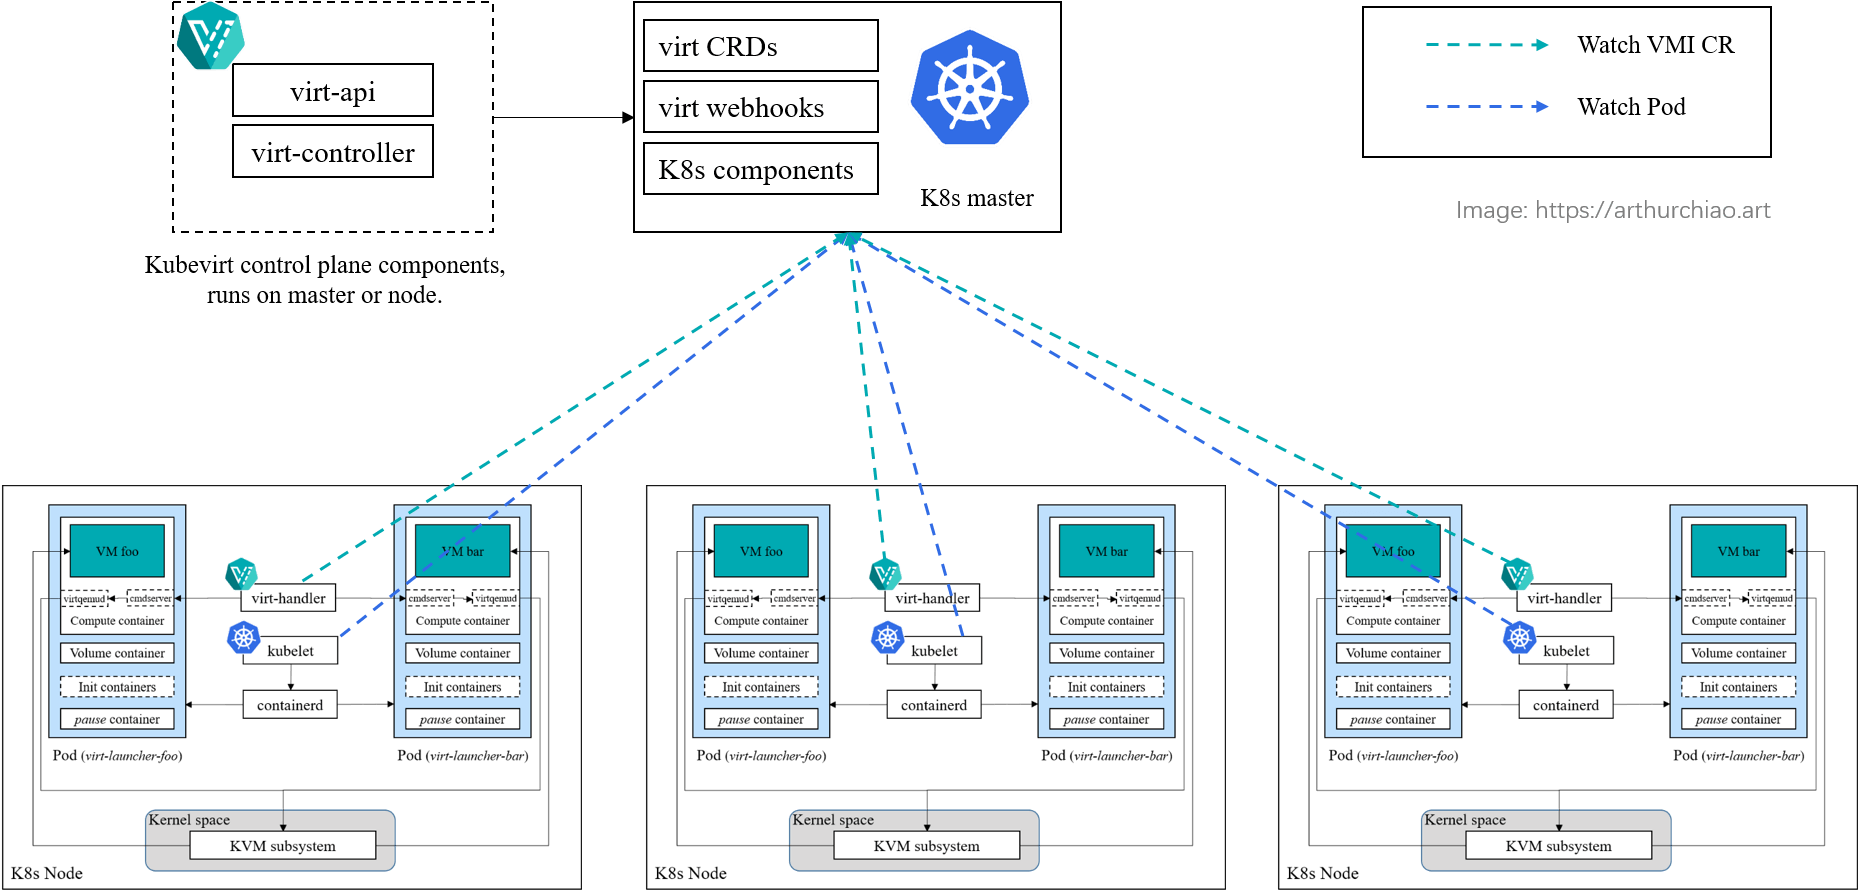 virt-api
virt-controller
Kubevirt control plane components,
runs on master or node.
virt CRDs
virt webhooks
K8s components
K8s master
Watch VMI CR
Watch Pod
Image: https://arthurchiao.art
VM foo
virtqemud
cmdserver
Compute container
Volume container
Init containers
pause container
Pod (virt-launcher-foo)
virt-handler
kubelet
containerd
VM bar
cmdserver
virtqemud
Compute container
Volume container
Init containers
pause container
Pod (virt-launcher-bar)
Kernel space
KVM subsystem
K8s Node
VM foo
virtqemud
cmdserver
Compute container
Volume container
Init containers
pause container
Pod (virt-launcher-foo)
virt-handler
kubelet
containerd
VM bar
cmdserver
virtqemud
Compute container
Volume container
Init containers
pause container
Pod (virt-launcher-bar)
Kernel space
KVM subsystem
K8s Node
VM foo
virtqemud
cmdserver
Compute container
Volume container
Init containers
pause container
Pod (virt-launcher-foo)
virt-handler
kubelet
containerd
VM bar
cmdserver
virtqemud
Compute container
Volume container
Init containers
pause container
Pod (virt-launcher-bar)
Kernel space
KVM subsystem
K8s Node